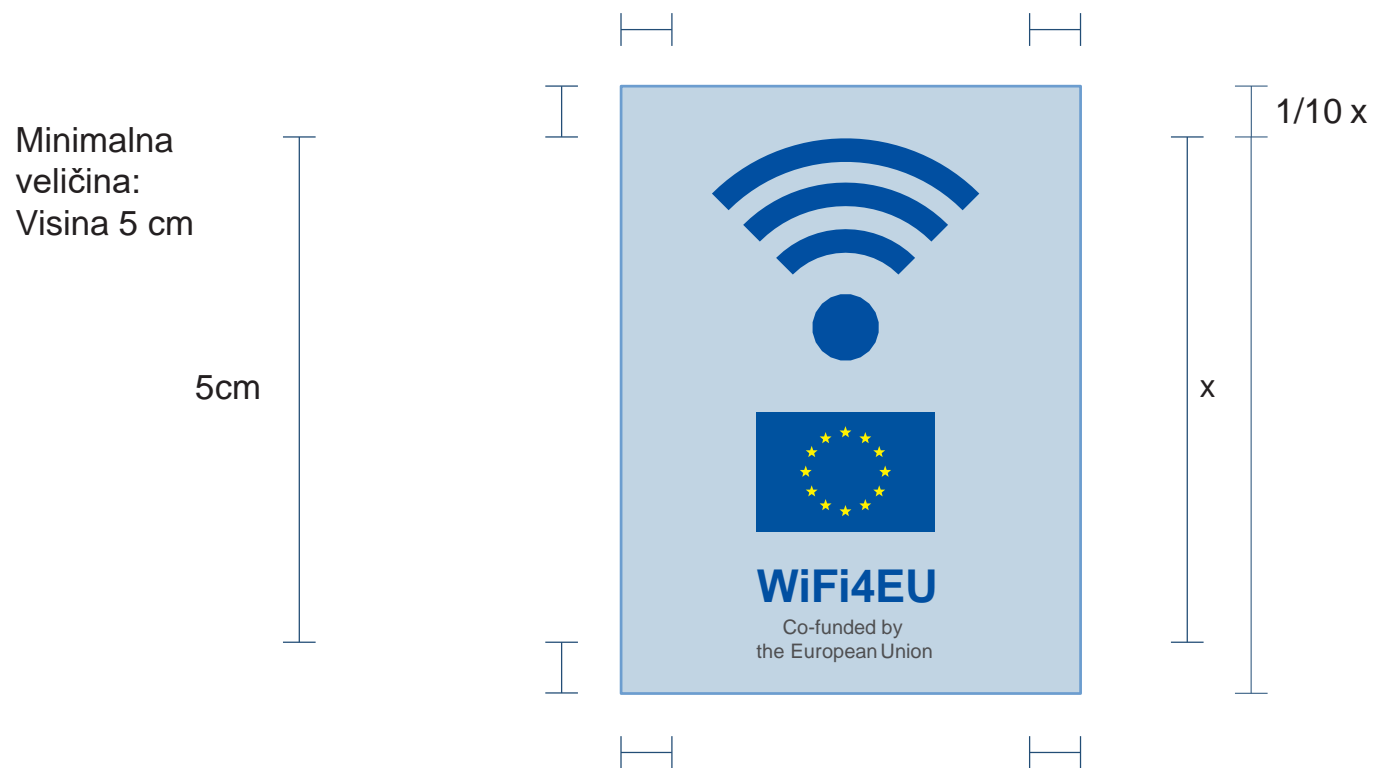 1/10 x
Minimalna
veličina:
Visina 5 cm
5cm
x
WiFi4EU
Co-funded by
the European Union